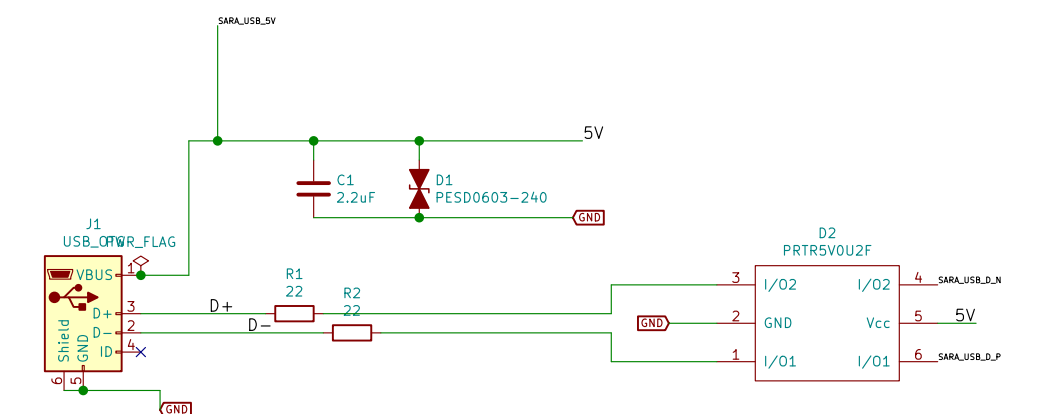 SARA_USB_5V
5V
C1
2.2uF
D1
PESD0603-240
GND
J1
USB_OTG
PWR_FLAG
VBUS
1
D+
3
D-
2
ID
4
Shield
GND
6
5
GND
D+
D-
R1
22
R2
22
D2
PRTR5V0U2F
3
I/O2
I/O2
4
SARA_USB_D_N
GND
2
GND
Vcc
5
5V
1
I/O1
I/O1
6
SARA_USB_D_P